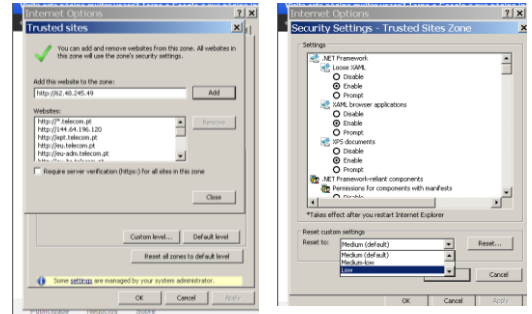 Internet Options
Trusted sites
You can add and remove websites from this zone. All websites in
this zone will use the zone's security settings.
Add this website to the zone:
http://62.48.245.49
Add
Websites:
http://*.telecom.pt
http://144.64.196.120
http://ept.telecom.pt
http://eu.telecom.pt
http://eu-adm.telecom.pt
Remove
Require server verification (https:) for all sites in this zone
Close
Custom level...
Default level
Reset all zones to default level
Some settings are managed by your system administrator.
OK
Cancel
Apply
Internet Options
Security Settings - Trusted Sites Zone
Settings
.NET Framework
Loose XAML
Disable
Enable
Prompt
XAML browser applications
Disable
Enable
Prompt
XPS documents
Disable
Enable
Prompt
.NET Framework-reliant components
Permissions for components with manifests
Disable
*Takes effect after you restart Internet Explorer
Reset custom settings
Reset to:
Medium (default)
Reset...
Medium (default)
Medium-low
Low
Cancel
OK
Cancel
Apply